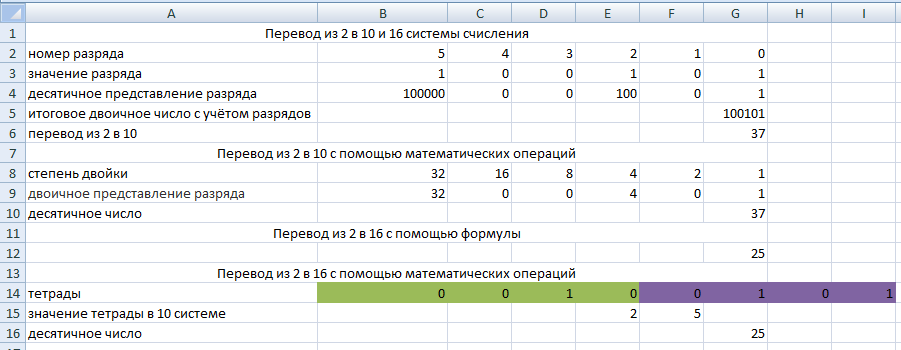 A B C D E F G H I
1 Перевод из 2 в 10 и 16 системы счисления
2 номер разряда 5 4 3 2 1 0
3 значение разряда 1 0 0 1 0 1
4 десятичное представление разряда 100000 0 0 100 0 1
5 итоговое двоичное число с учётом разрядов 100101
6 перевод из 2 в 10 37
7 Перевод из 2 в 10 с помощью математических операций
8 степень двойки 32 16 8 4 2 1
9 двоичное представление разряда 32 0 0 4 0 1
10 десятичное число 37
11 Перевод из 2 в 16 с помощью формулы
12 25
13 Перевод из 2 в 16 с помощью математических операций
14 тетрады 0 0 1 0 0 1 0 1
15 значение тетрады в 10 системе 2 5
16 десятичное число 25